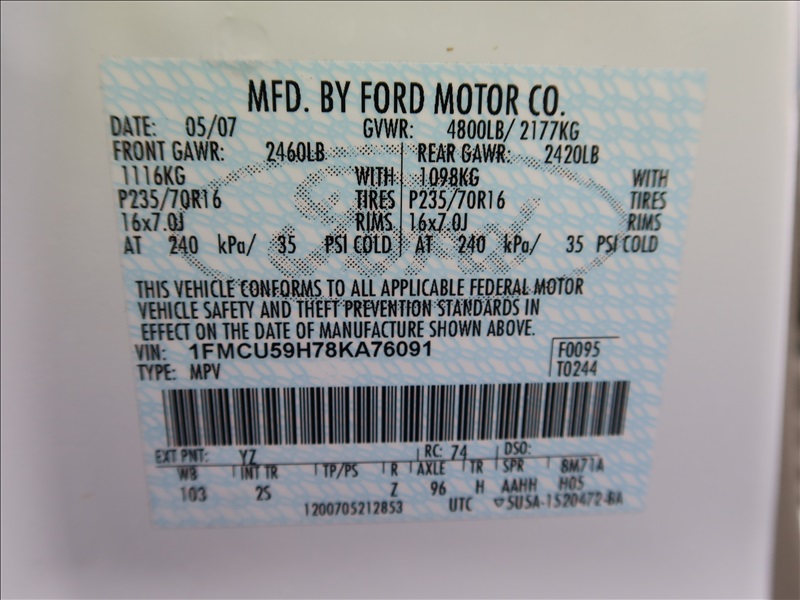 MFD. BY FORD MOTOR CO.
DATE: 05/07 GVWR: 4800LB/ 2177KG
FRONT GAWR: 2460LB REAR GAWR: 2420LB
1116KG WITH 1098KG WITH
P235/70R16 TIRES P235/70R16 TIRES
16x7.0J RIMS 16x7.0J RIMS
AT 240 kPa/ 35 PSI COLD AT 240 kPa/ 35 PSI COLD
Ford
THIS VEHICLE CONFORMS TO ALL APPLICABLE FEDERAL MOTOR
VEHICLE SAFETY AND THEFT PREVENTION STANDARDS IN
EFFECT ON THE DATE OF MANUFACTURE SHOWN ABOVE.
VIN: 1FMCU59H78KA76091 F0095
TYPE: MPV T0244
EXT PNT: YZ RC: 74 DSO:
WB INT TR TP/PS R AXLE TR SPR 8M71A
103 2S Z 96 H AAHH H05
1200705212853 UTC ▽5U5A-1520472-BA